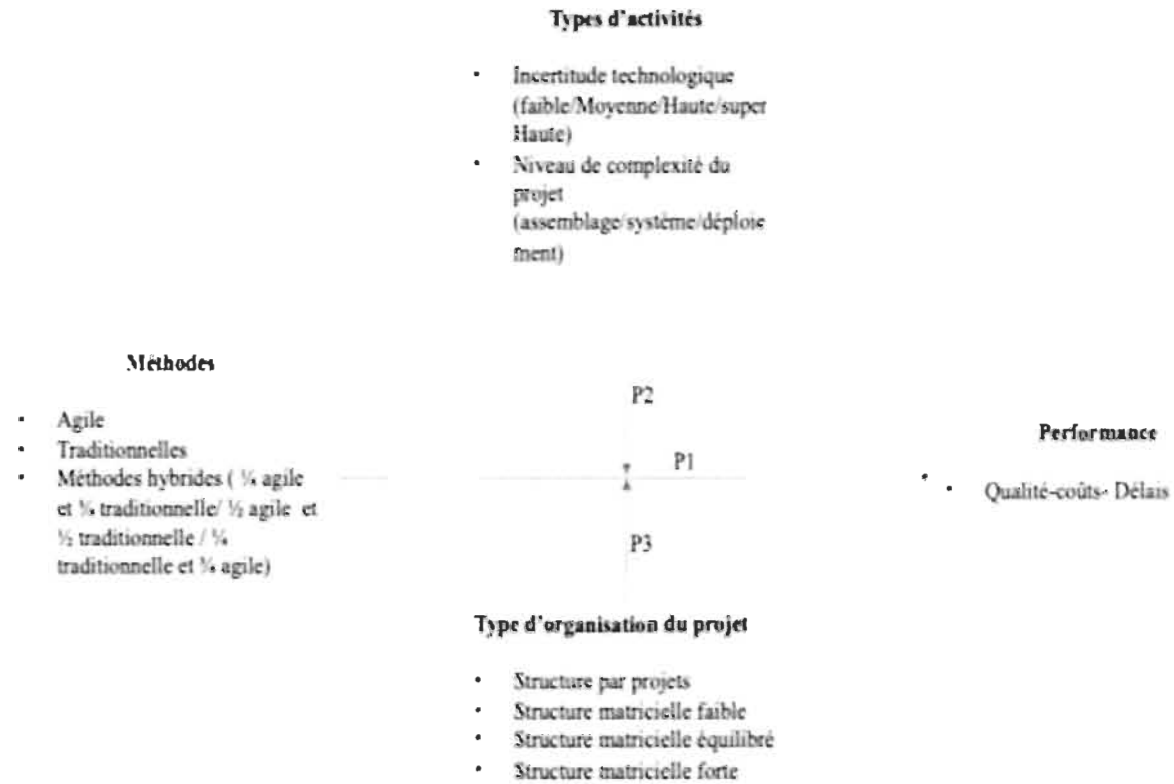 Types d'activités
• Incertitude technologique
(faible/Moyenne/Haute/super
Haute)
• Niveau de complexité du
projet
(assemblage/système/déploie
ment)
Méthodes
• Agile
• Traditionnelles
• Méthodes hybrides ( ¼ agile
et ¾ traditionnelle/ ½ agile et
½ traditionnelle / ¼
traditionnelle et ¾ agile)
P2
P1
P3
Performance
• Qualité-coûts- Délais
Type d'organisation du projet
• Structure par projets
• Structure matricielle faible
• Structure matricielle équilibré
• Structure matricielle forte